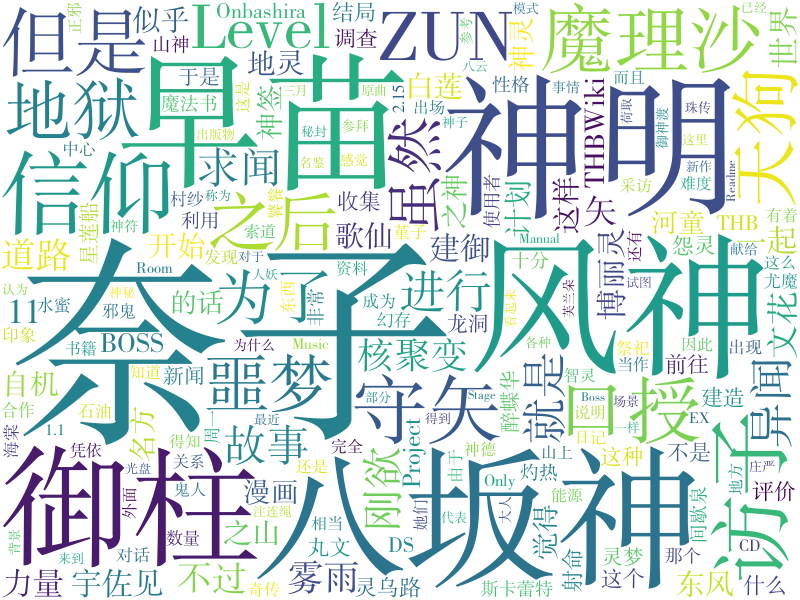 但是
似乎
Onbashira
Level
结局
调查
ZUN
神灵
魔理沙
世界
正邪
山神
于是
地灵
白莲
性格
模式
参考
八云
已经
事情
而且
地狱
魔法书
这是
神签
三月
原曲
出场
2.15
荷取
珠传
天狗
早苗
神明
出版物
秘封
参拜
神子
名鉴
感觉
御神渡
这里
中心
求闻
虽然
THBWiki
新作
难度
Readme
信仰
村纱
称为
饕餮
收集
使用者
计划
这样
之神
采访
之后
星莲船
利用
神符
索道
歌仙
堇子
矢
河童
THB
有着
一起
道路
开始
发现
对于
建御
博丽灵
怨灵
还有
Manual
献给
文花
奈子
风神
人妖
资料
十分
Room
为了
进行
这么
试图
11
水蜜
的话
东西
非常
成为
幻存
龙洞
芙兰朵
因此
尤魔
认为
神秘
邪鬼
看起来
各种
异闻
印象
BOSS
书籍
为什么
核聚变
祭祀
前往
出现
当作
自机
噩梦
守矢
就是
口授
智灵
建造
知道
新闻
Music
部分
得到
Stage
Boss
场景
EX
合作
石油
名方
故事
醉蝶华
说明
一样
日记
访子
1.1
周一
最近
Project
由于
神德
山上
Only
不是
海棠
凭依
得知
完全
刚欲
觉得
这种
评价
光盘
关系
还是
灼热
庄严
御柱
八坂神
外面
鬼人
漫画
她们
能源
地方
间歇泉
数量
之山
注连绳
相当
丸文
DS
大人
代表
射命
灵梦
那个
背景
对话
CD
力量
来到
宇佐见
不过
奇传
雾雨
灵乌路
斯卡蕾特
这个
东风
什么